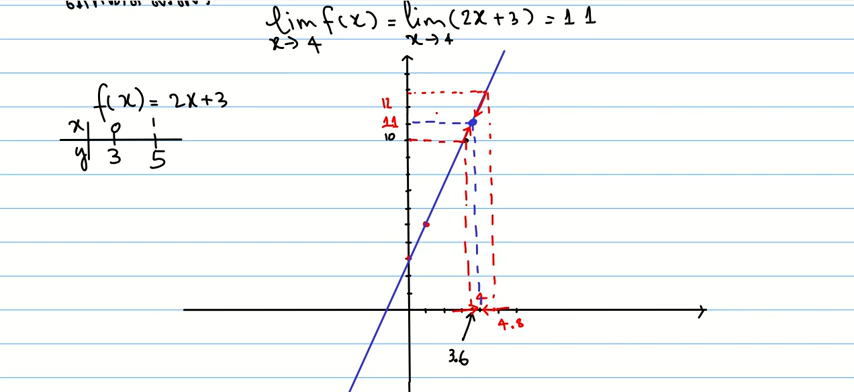 lim f(x) = lim (2x+3) = 11
x→4 x→4
f(x) = 2x+3
x 0 1
y 3 5
12
11
10
4
4.8
3.6